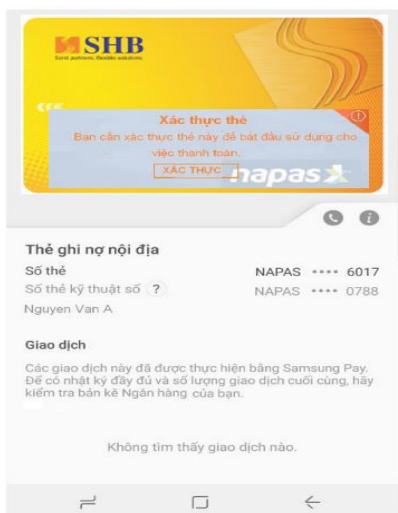 SHB
Solid partners, flexible solutions
Xác thực thẻ
Bạn cần xác thực thẻ này để bắt đầu sử dụng cho
việc thanh toán.
XÁC THỰC
napas
Thẻ ghi nợ nội địa
Số thẻ NAPAS •••• 6017
Số thẻ kỹ thuật số ? NAPAS •••• 0788
Nguyen Van A
Giao dịch
Các giao dịch này đã được thực hiện bằng Samsung Pay.
Để có nhật ký đầy đủ và số lượng giao dịch cuối cùng, hãy
kiểm tra bản kê Ngân hàng của bạn.
Không tìm thấy giao dịch nào.